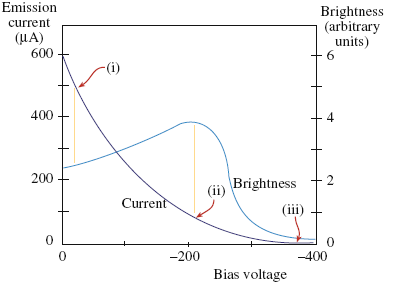 Emission
current
(μA)
Brightness
(arbitrary
units)
600
400
200
0
6
4
2
0
(i)
(ii)
Brightness
Current
(iii)
0
−200
−400
Bias voltage